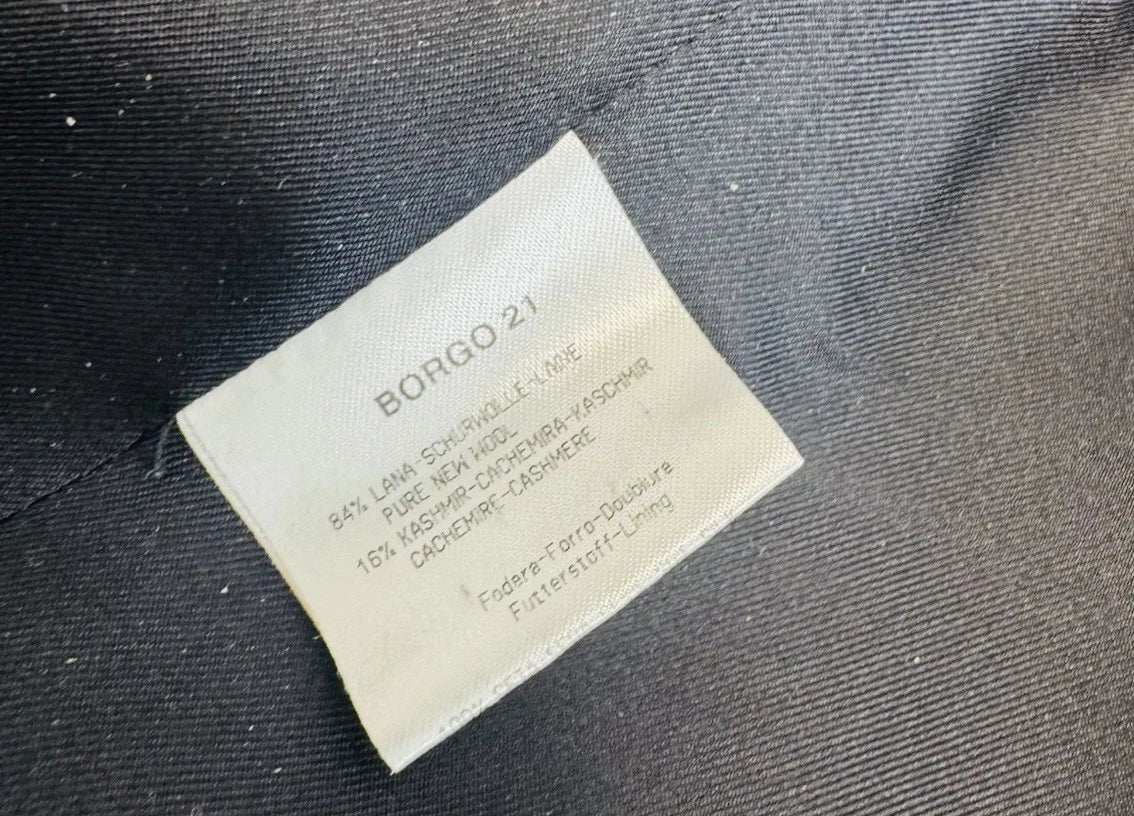 BORGO 21
84% LANA-SCHURWOLLE-LAINE
PURE NEW WOOL
16% KASHMIR-CACHEMIRA-KASCHMIR
CACHEMIRE-CASHMERE
Fodera-Forro-Doublure
Futterstoff-Lining